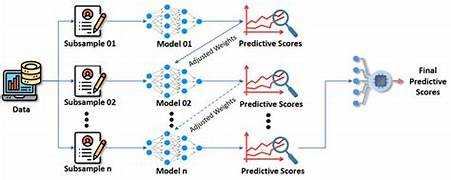 Subsample 01
Model 01
Predictive Scores
Adjusted Weights
Data
Subsample 02
Model 02
Predictive Scores
Adjusted Weights
Subsample n
Model n
Predictive Scores
Final
Predictive
Scores